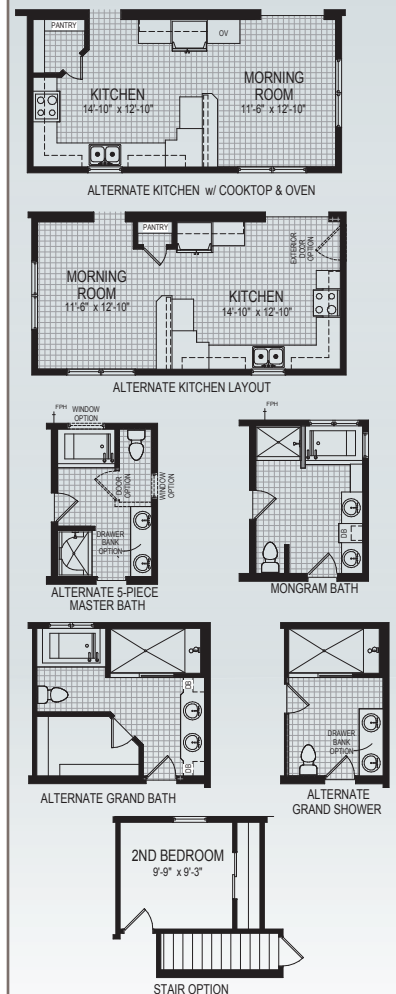 PANTRY
OV
KITCHEN
14'-10" x 12'-10"
MORNING
ROOM
11'-6" x 12'-10"
ALTERNATE KITCHEN w/ COOKTOP & OVEN
PANTRY
EXTERIOR
DOOR
OPTION
MORNING
ROOM
11'-6" x 12'-10"
KITCHEN
14'-10" x 12'-10"
ALTERNATE KITCHEN LAYOUT
FPH
WINDOW
OPTION
DOOR
OPTION
WINDOW
OPTION
DRAWER
BANK
OPTION
ALTERNATE 5-PIECE
MASTER BATH
FPH
DB
MONGRAM BATH
DB
DB
ALTERNATE GRAND BATH
DRAWER
BANK
OPTION
ALTERNATE
GRAND SHOWER
2ND BEDROOM
9'-9" x 9'-3"
STAIR OPTION